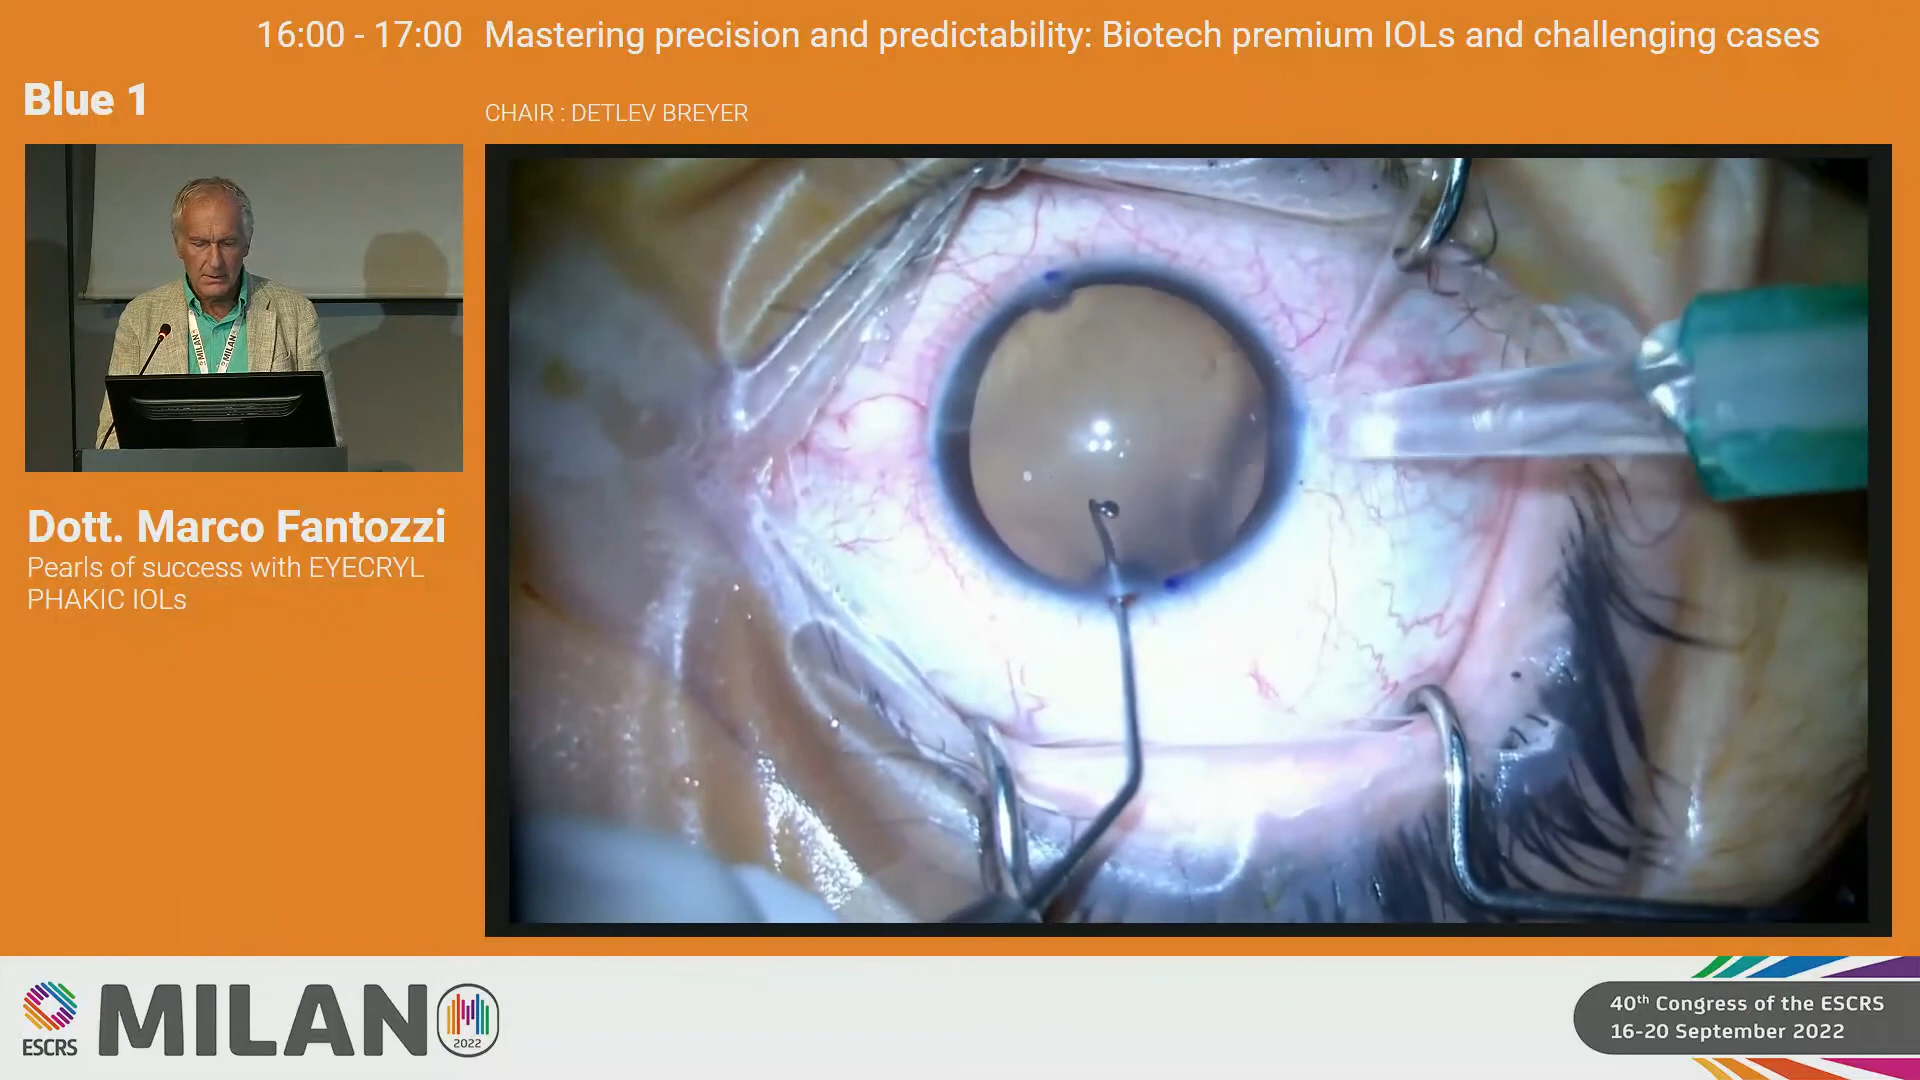 16:00 - 17:00 Mastering precision and predictability: Biotech premium IOLs and challenging cases
Blue 1
CHAIR : DETLEV BREYER
MILAN
MILAN
Dott. Marco Fantozzi
Pearls of success with EYECRYL
PHAKIC IOLs
ESCRS
MILANO
2022
40th Congress of the ESCRS
16-20 September 2022